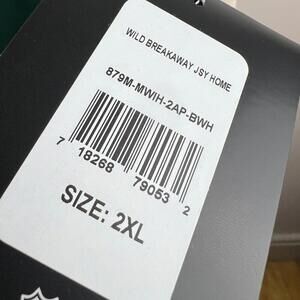 WILD BREAKAWAY JSY HOME
879M-MWIH-2AP-BWH
7 18268 79053 2
SIZE: 2XL